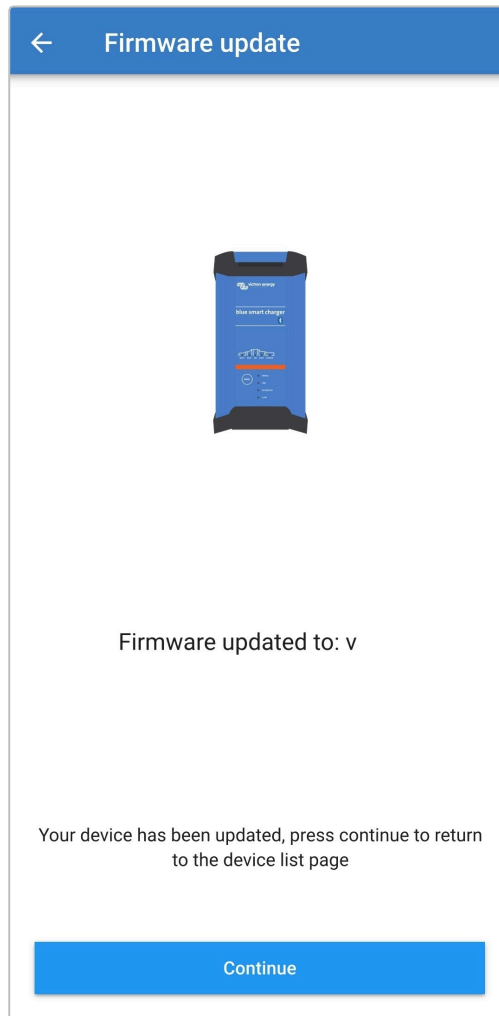 Firmware update
victron energy
blue smart charger
Firmware updated to: v
Your device has been updated, press continue to return
to the device list page
Continue